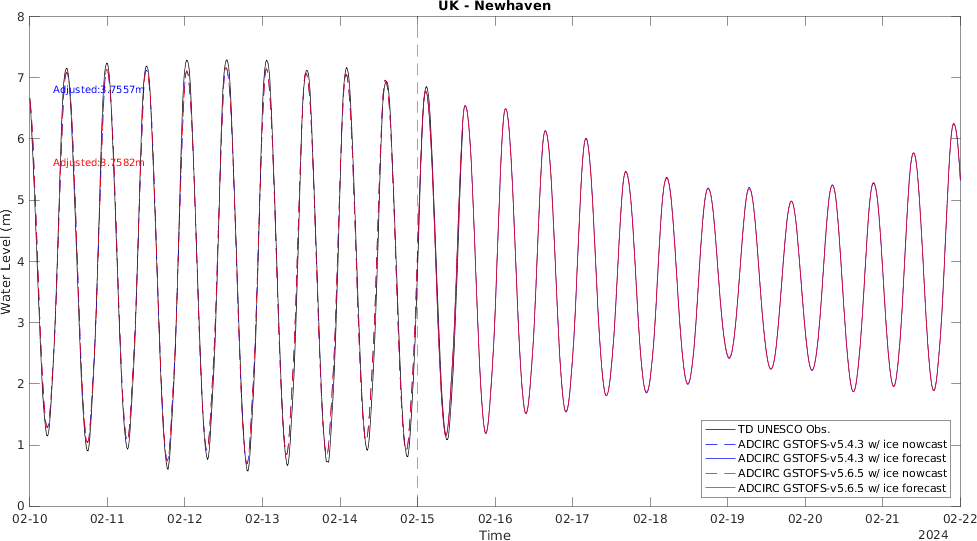 UK - Newhaven
8
7
Adjusted:3.7557m
6
Adjusted:3.7582m
5
Water Level (m)
4
3
2
1
0
TD UNESCO Obs.
ADCIRC GSTOFS-v5.4.3 w/ ice nowcast
ADCIRC GSTOFS-v5.4.3 w/ ice forecast
ADCIRC GSTOFS-v5.6.5 w/ ice nowcast
ADCIRC GSTOFS-v5.6.5 w/ ice forecast
02-10 02-11 02-12 02-13 02-14 02-15 02-16 02-17 02-18 02-19 02-20 02-21 02-22
Time
2024